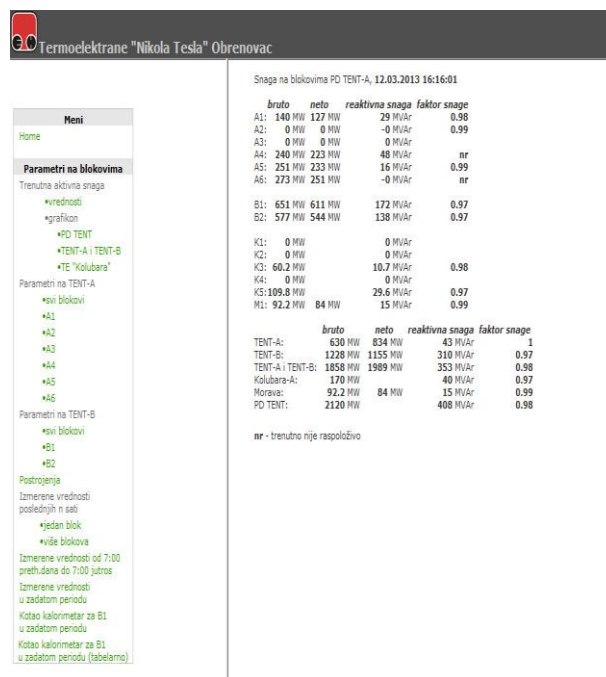 Termoelektrane "Nikola Tesla" Obrenovac
Meni
Home
Parametri na blokovima
Trenutna aktivna snaga
•vrednosti
•grafikon
•PD TENT
•TENT-A i TENT-B
•TE "Kolubara"
Parametri na TENT-A
•svi blokovi
•A1
•A2
•A3
•A4
•A5
•A6
Parametri na TENT-B
•svi blokovi
•B1
•B2
Postrojenja
Izmerene vrednosti
poslednjih n sati
•jedan blok
•više blokova
Izmerene vrednosti od 7:00
preth.dana do 7:00 jutros
Izmerene vrednosti
u zadatom periodu
Kotao kalorimetar za B1
u zadatom periodu
Kotao kalorimetar za B1
u zadatom periodu (tabelarno)
Snaga na blokovima PD TENT-A, 12.03.2013 16:16:01
bruto neto reaktivna snaga faktor snage
A1: 140 MW 127 MW 29 MVAr 0.98
A2: 0 MW 0 MW -0 MVAr 0.99
A3: 0 MW 0 MW 0 MVAr
A4: 240 MW 223 MW 48 MVAr nr
A5: 251 MW 233 MW 16 MVAr 0.99
A6: 273 MW 251 MW -0 MVAr nr
B1: 651 MW 611 MW 172 MVAr 0.97
B2: 577 MW 544 MW 138 MVAr 0.97
K1: 0 MW 0 MVAr
K2: 0 MW 0 MVAr
K3: 60.2 MW 10.7 MVAr 0.98
K4: 0 MW 0 MVAr
K5: 109.8 MW 29.6 MVAr 0.97
M1: 92.2 MW 84 MW 15 MVAr 0.99
bruto neto reaktivna snaga faktor snage
TENT-A: 630 MW 834 MW 43 MVAr 1
TENT-B: 1228 MW 1155 MW 310 MVAr 0.97
TENT-A i TENT-B: 1858 MW 1989 MW 353 MVAr 0.98
Kolubara-A: 170 MW 40 MVAr 0.97
Morava: 92.2 MW 84 MW 15 MVAr 0.99
PD TENT: 2120 MW 408 MVAr 0.98
nr - trenutno nije raspoloživo